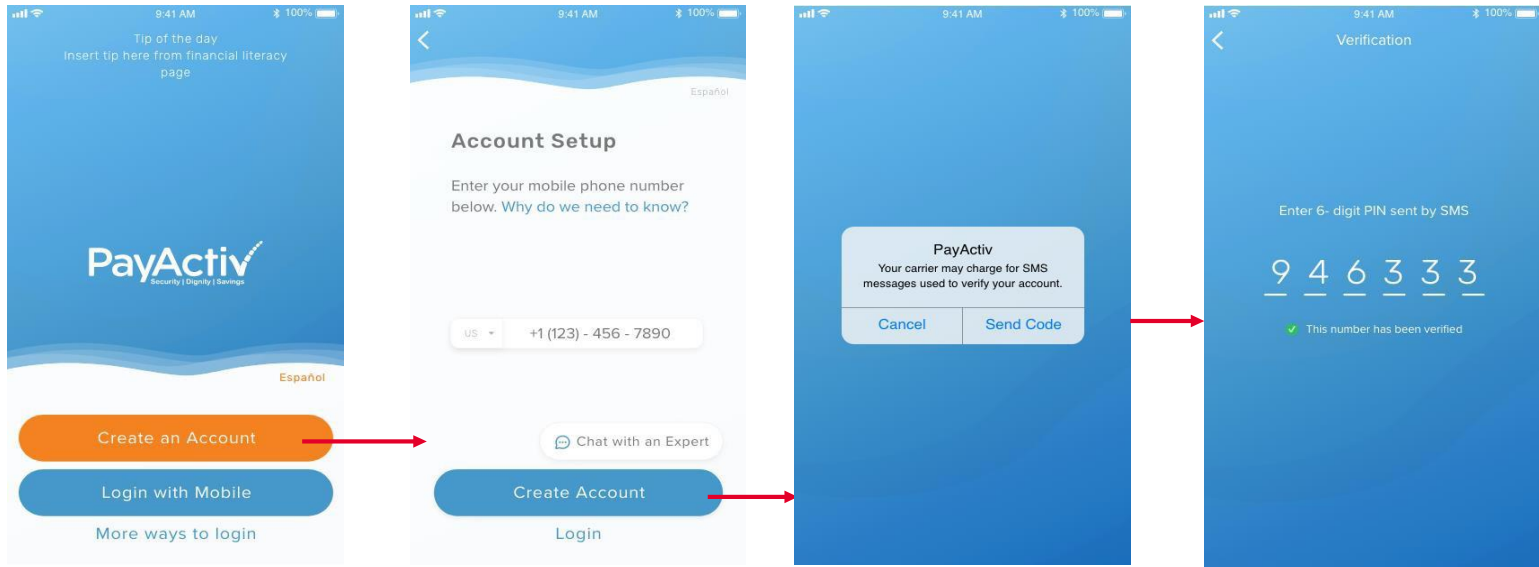 9:41 AM
100%
Tip of the day
Insert tip here from financial literacy
page
PayActiv
Security | Dignity | Savings
Español
Create an Account
Login with Mobile
More ways to login
9:41 AM
100%
Español
Account Setup
Enter your mobile phone number
below. Why do we need to know?
US
+1 (123) - 456 - 7890
Chat with an Expert
Create Account
Login
9:41 AM
100%
PayActiv
Your carrier may charge for SMS
messages used to verify your account.
Cancel
Send Code
9:41 AM
100%
Verification
Enter 6- digit PIN sent by SMS
9 4 6 3 3 3
This number has been verified